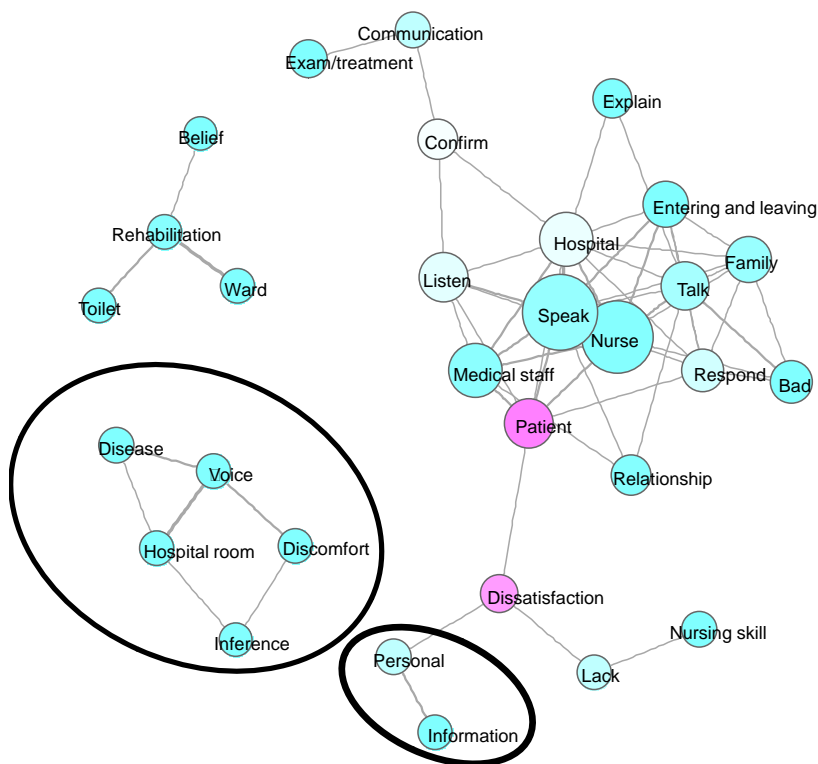 Communication
Exam/treatment
Explain
Belief
Confirm
Entering and leaving
Rehabilitation
Hospital
Family
Listen
Talk
Ward
Toilet
Speak
Nurse
Medical staff
Respond
Bad
Patient
Disease
Voice
Relationship
Hospital room
Discomfort
Dissatisfaction
Nursing skill
Inference
Personal
Lack
Information